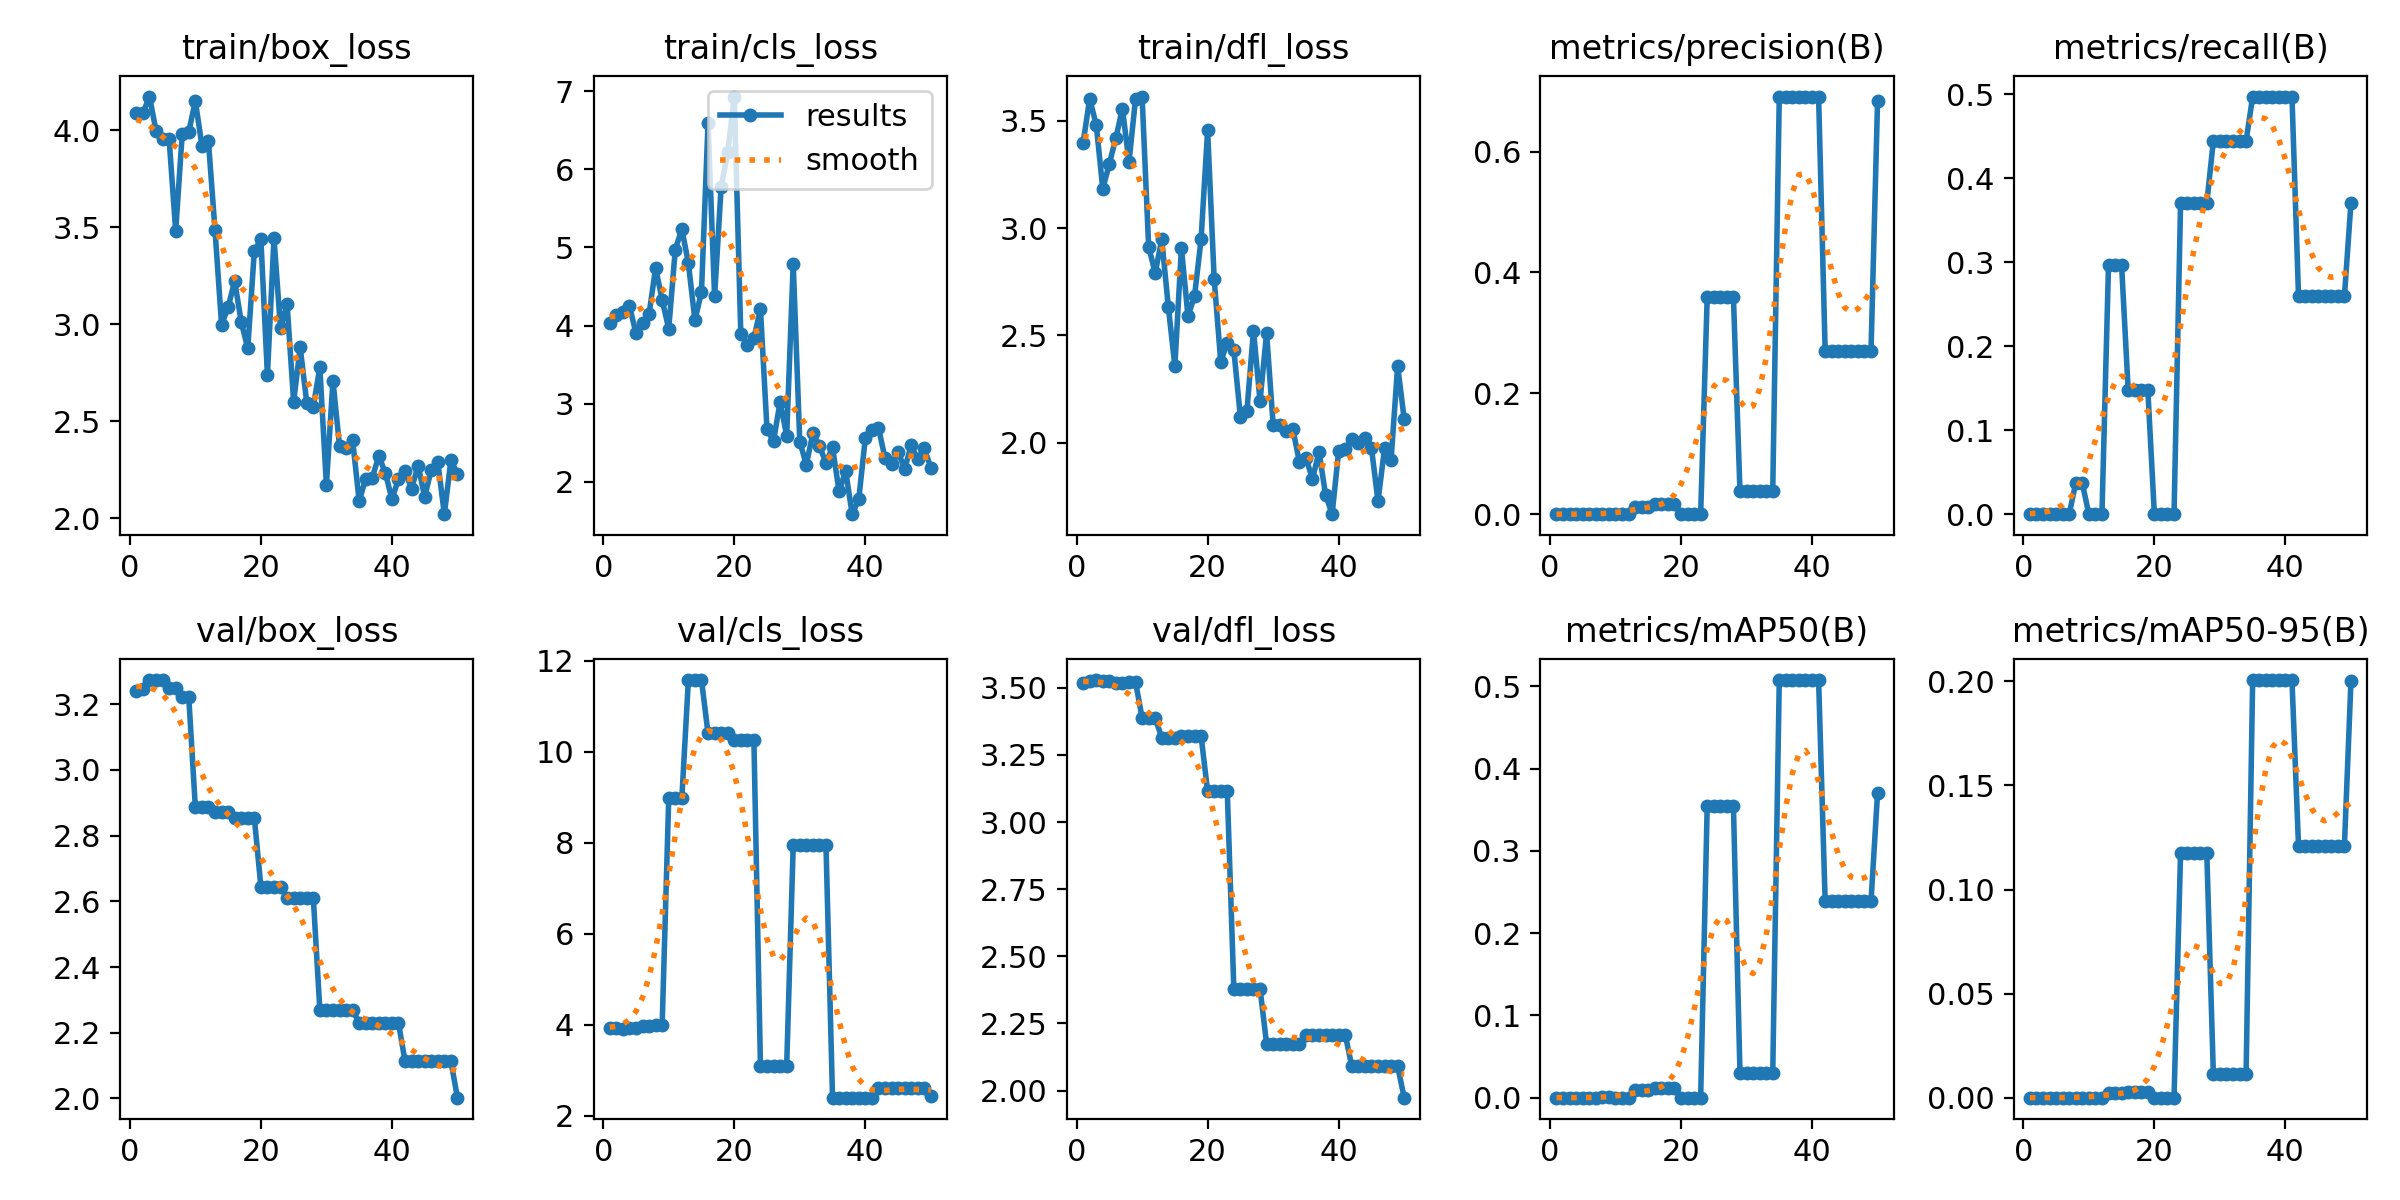 train/box_loss
4.0
3.5
3.0
2.5
2.0
0 20 40
train/cls_loss
results
smooth
7
6
5
4
3
2
0 20 40
train/dfl_loss
3.5
3.0
2.5
2.0
0 20 40
metrics/precision(B)
0.6
0.4
0.2
0.0
0 20 40
metrics/recall(B)
0.5
0.4
0.3
0.2
0.1
0.0
0 20 40
val/box_loss
3.2
3.0
2.8
2.6
2.4
2.2
2.0
0 20 40
val/cls_loss
12
10
8
6
4
2
0 20 40
val/dfl_loss
3.50
3.25
3.00
2.75
2.50
2.25
2.00
0 20 40
metrics/mAP50(B)
0.5
0.4
0.3
0.2
0.1
0.0
0 20 40
metrics/mAP50-95(B)
0.20
0.15
0.10
0.05
0.00
0 20 40